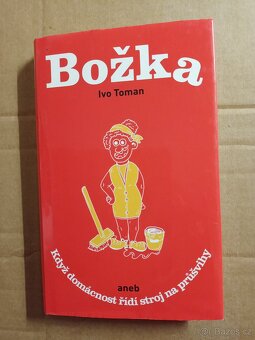 Božka
Ivo Toman
aneb
Když domácnost řídí stroj na průšvihy